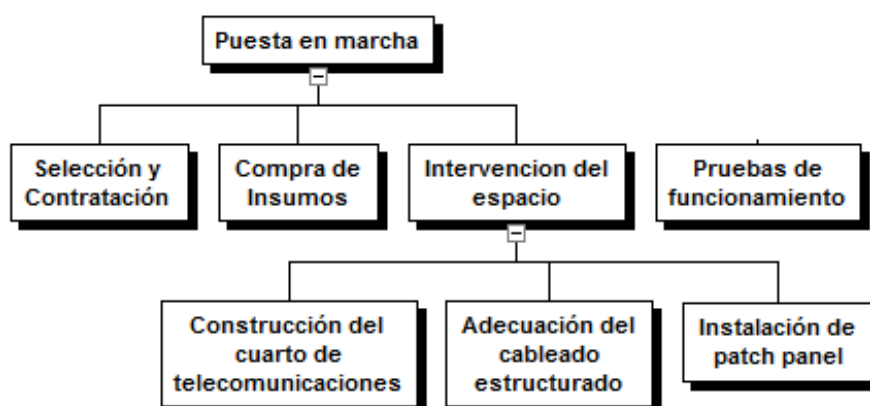 Puesta en marcha
Selección y
Contratación
Compra de
Insumos
Intervencion del
espacio
Pruebas de
funcionamiento
Construcción del
cuarto de
telecomunicaciones
Adecuación del
cableado
estructurado
Instalación de
patch panel